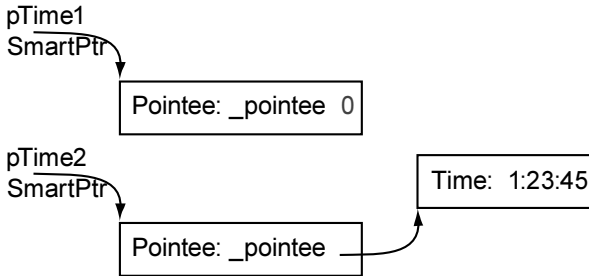 pTime1
SmartPtr
Pointee: _pointee 0
pTime2
SmartPtr
Time: 1:23:45
Pointee: _pointee